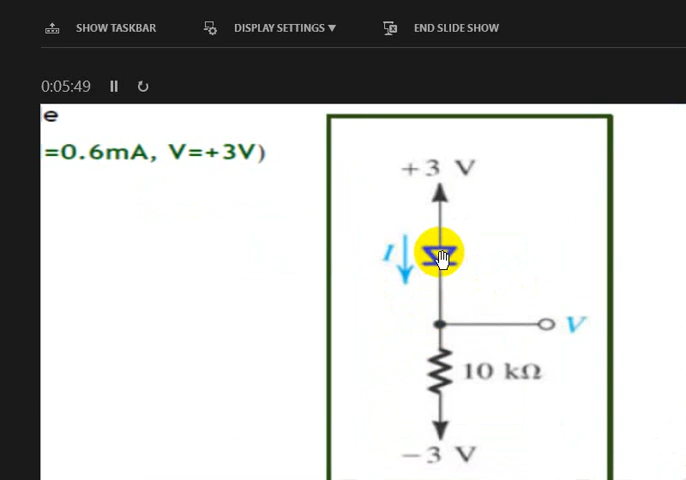 SHOW TASKBAR
DISPLAY SETTINGS ▼
END SLIDE SHOW
0:05:49
e
=0.6mA, V=+3V)
+3 V
I
V
10 kΩ
−3 V